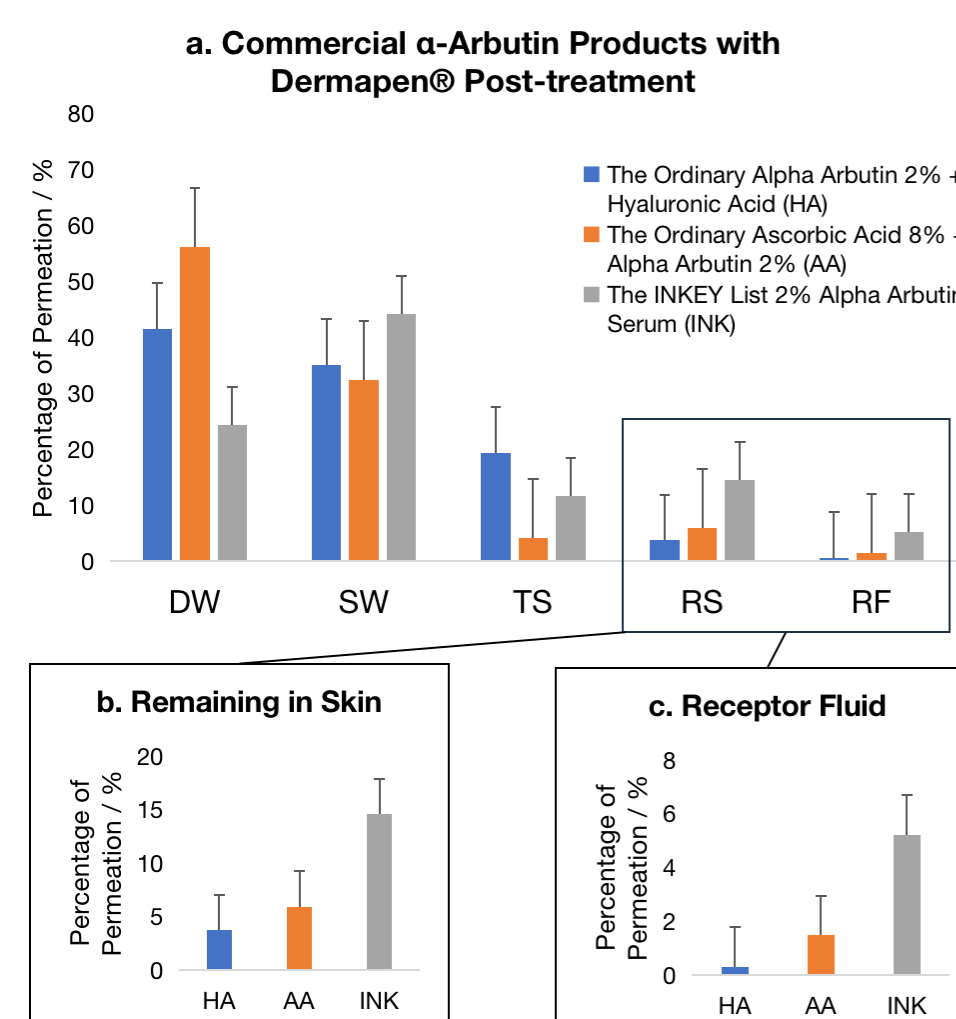 a. Commercial α-Arbutin Products with
Dermapen® Post-treatment
Percentage of Permeation / %
80
70
60
50
40
30
20
10
0
The Ordinary Alpha Arbutin 2% +
Hyaluronic Acid (HA)
The Ordinary Ascorbic Acid 8%
Alpha Arbutin 2% (AA)
The INKEY List 2% Alpha Arbutin
Serum (INK)
DW
SW
TS
RS
RF
b. Remaining in Skin
Percentage of
Permeation / %
20
15
10
5
0
HA
AA
INK
c. Receptor Fluid
Percentage of
Permeation / %
8
6
4
2
0
HA
AA
INK